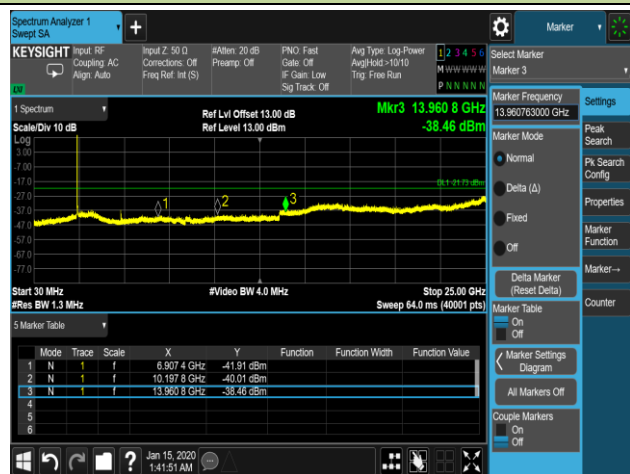 Spectrum Analyzer 1
Swept SA
+
Marker
KEYSIGHT
Input: RF
Coupling: AC
Align: Auto
Input Z: 50 Ω
Corrections: Off
Freq Ref: Int (S)
#Atten: 20 dB
Preamp: Off
PNO: Fast
Gate: Off
IF Gain: Low
Sig Track: Off
Avg Type: Log-Power
Avg|Hold:>10/10
Trig: Free Run
1 2 3 4 5 6
M W W W W W
P N N N N N
LXI
Select Marker
Marker 3
1 Spectrum
Scale/Div 10 dB
Log
Ref Lvl Offset 13.00 dB
Ref Level 13.00 dBm
Mkr3 13.960 8 GHz
-38.46 dBm
3.00
-7.00
-17.0
-27.0
-37.0
-47.0
-57.0
-67.0
-77.0
DL1 -21.73 dBm
1
2
3
Start 30 MHz
#Res BW 1.3 MHz
#Video BW 4.0 MHz
Stop 25.00 GHz
Sweep 64.0 ms (40001 pts)
5 Marker Table
Mode Trace Scale X Y Function Function Width Function Value
1 N 1 f 6.907 4 GHz -41.91 dBm
2 N 1 f 10.197 8 GHz -40.01 dBm
3 N 1 f 13.960 8 GHz -38.46 dBm
4
5
6
Marker Frequency
13.960763000 GHz
Marker Mode
Normal
Delta (Δ)
Fixed
Off
Delta Marker
(Reset Delta)
Marker Table
On
Off
Marker Settings
Diagram
All Markers Off
Couple Markers
On
Off
Settings
Peak
Search
Pk Search
Config
Properties
Marker
Function
Marker→
Counter
?
Jan 15, 2020
1:41:51 AM